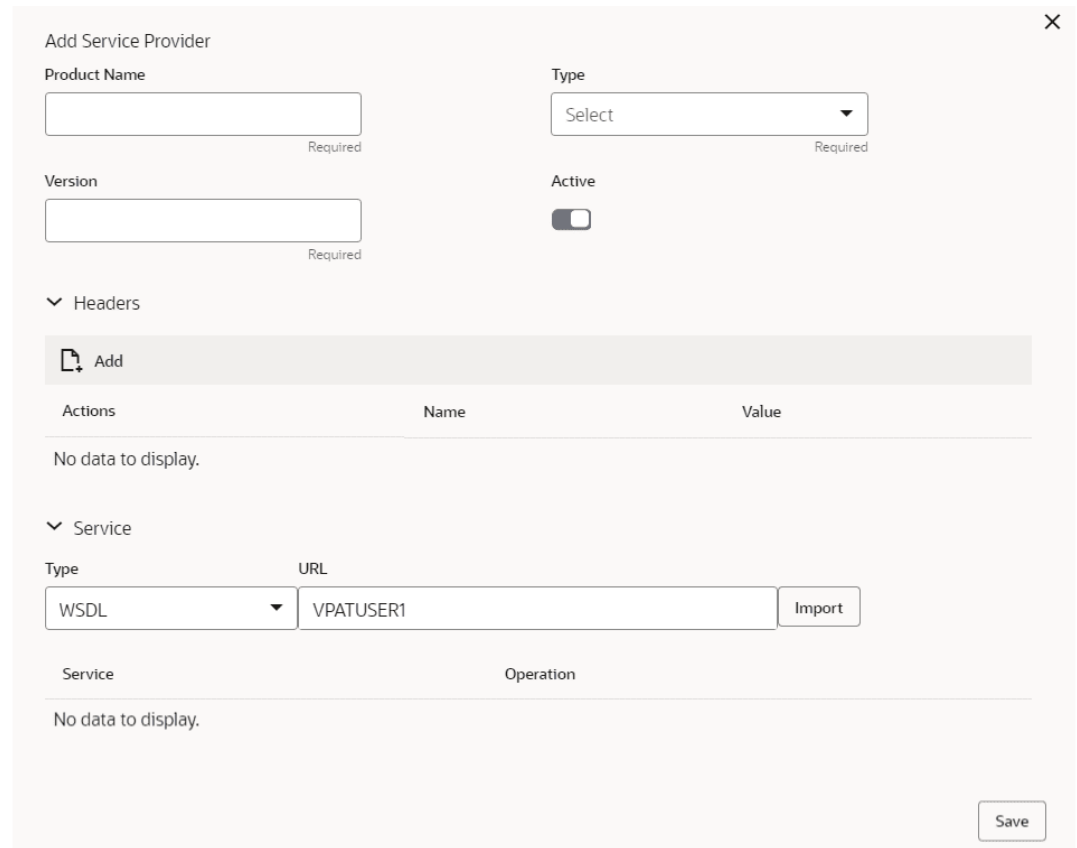 Add Service Provider
Product Name
Type
Select
Required
Required
Version
Active
Required
Headers
Add
Actions Name Value
No data to display.
Service
Type URL
WSDL VPATUSER1 Import
Service Operation
No data to display.
Save